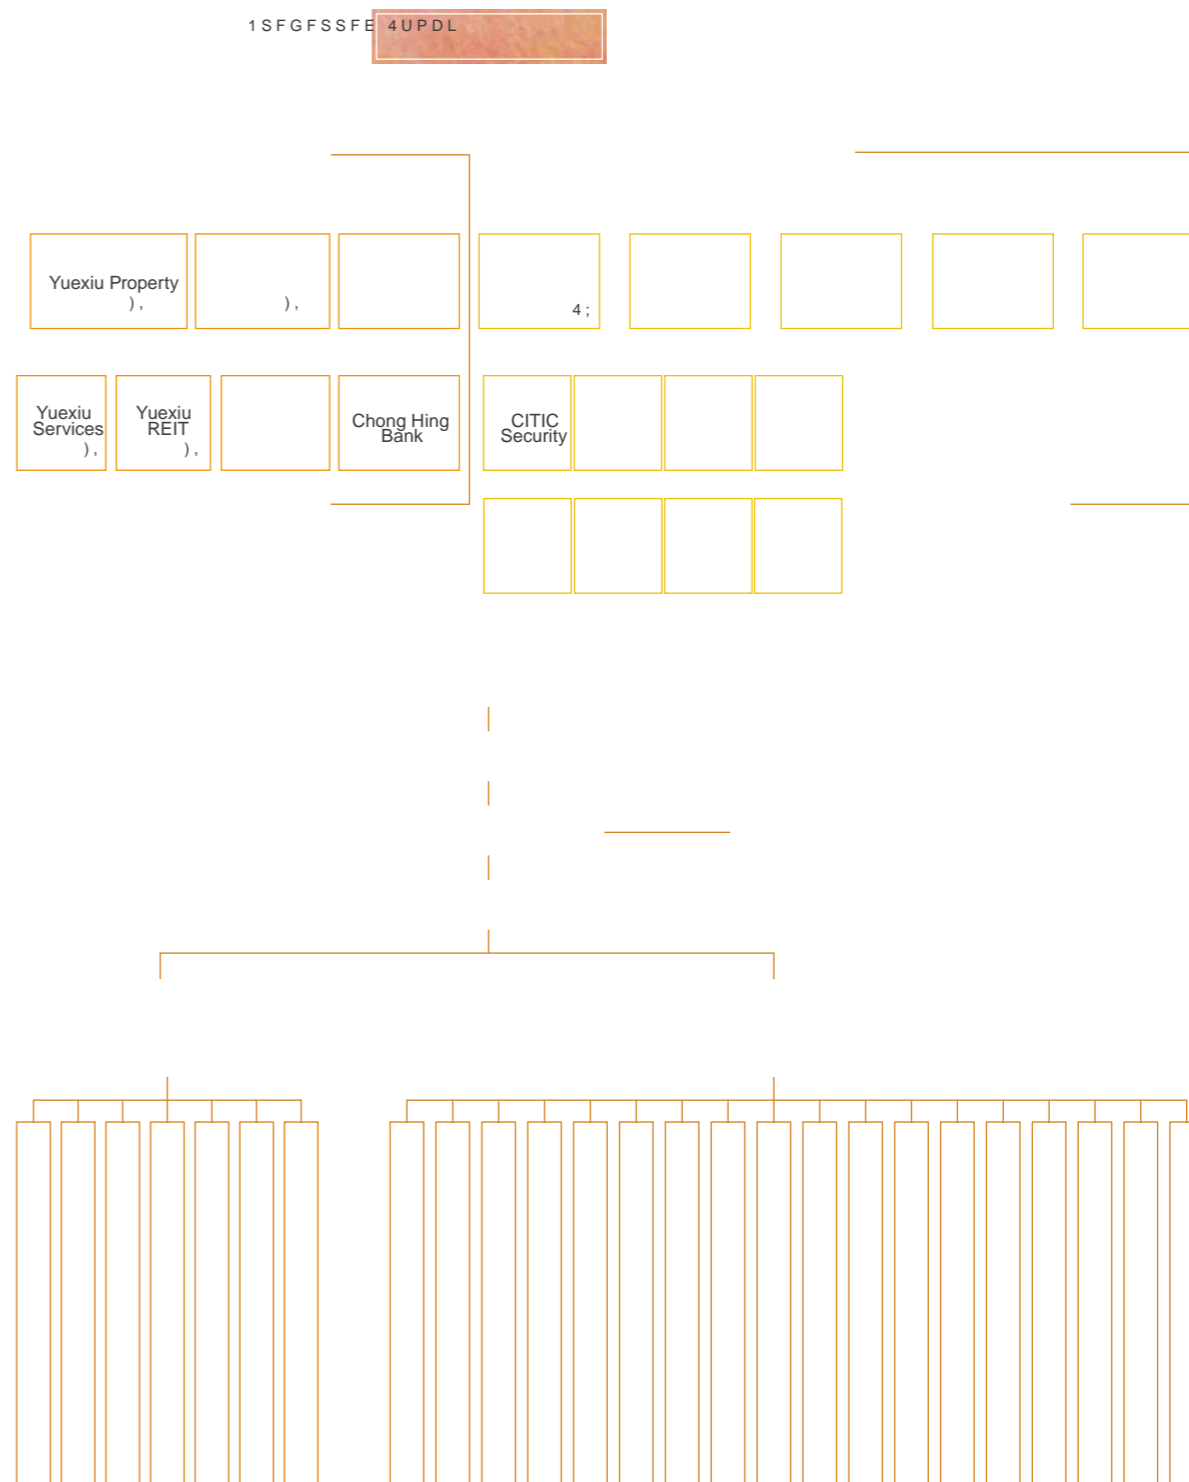 1SFGFSSFE 4UPDL
Yuexiu Property
),
),
4;
Yuexiu
Services
),
Yuexiu
REIT
),
Chong Hing
Bank
CITIC
Security